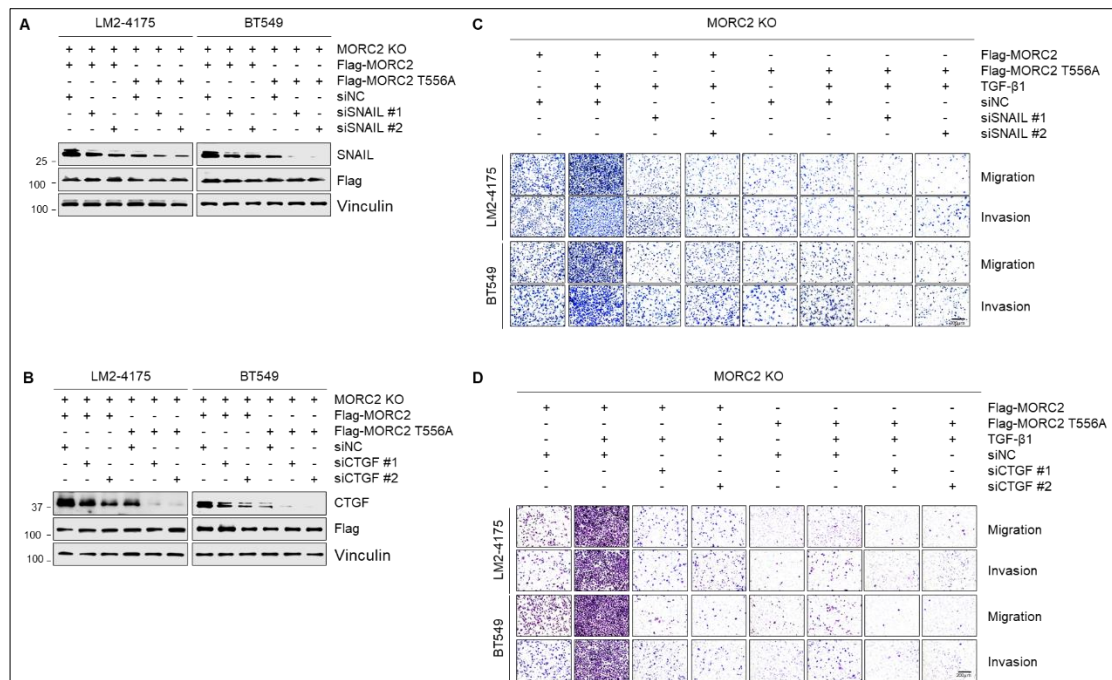 A
LM2-4175 BT549
+ + + + + + + + + + + + MORC2 KO
+ + + - - - + + + - - - Flag-MORC2
- - - + + + - - - + + + Flag-MORC2 T556A
+ - - + - - + - - + - - siNC
- + - - + - - + - - + - siSNAIL #1
- - + - - + - - + - - + siSNAIL #2
25 - SNAIL
100 - Flag
100 - Vinculin
B
LM2-4175 BT549
+ + + + + + + + + + + + MORC2 KO
+ + + - - - + + + - - - Flag-MORC2
- - - + + + - - - + + + Flag-MORC2 T556A
+ - - + - - + - - + - - siNC
- + - - + - - + - - + - siCTGF #1
- - + - - + - - + - - + siCTGF #2
37 - CTGF
100 - Flag
100 - Vinculin
C
MORC2 KO
+ + + + - - - - Flag-MORC2
- - - - + + + + Flag-MORC2 T556A
- + + + - + + + TGF-β1
+ + - - + + - - siNC
- - + - - - + - siSNAIL #1
- - - + - - - + siSNAIL #2
LM2-4175
Migration
Invasion
BT549
Migration
Invasion
200μm
D
MORC2 KO
+ + + + - - - - Flag-MORC2
- - - - + + + + Flag-MORC2 T556A
- + + + - + + + TGF-β1
+ + - - + + - - siNC
- - + - - - + - siCTGF #1
- - - + - - - + siCTGF #2
LM2-4175
Migration
Invasion
BT549
Migration
Invasion
200μm